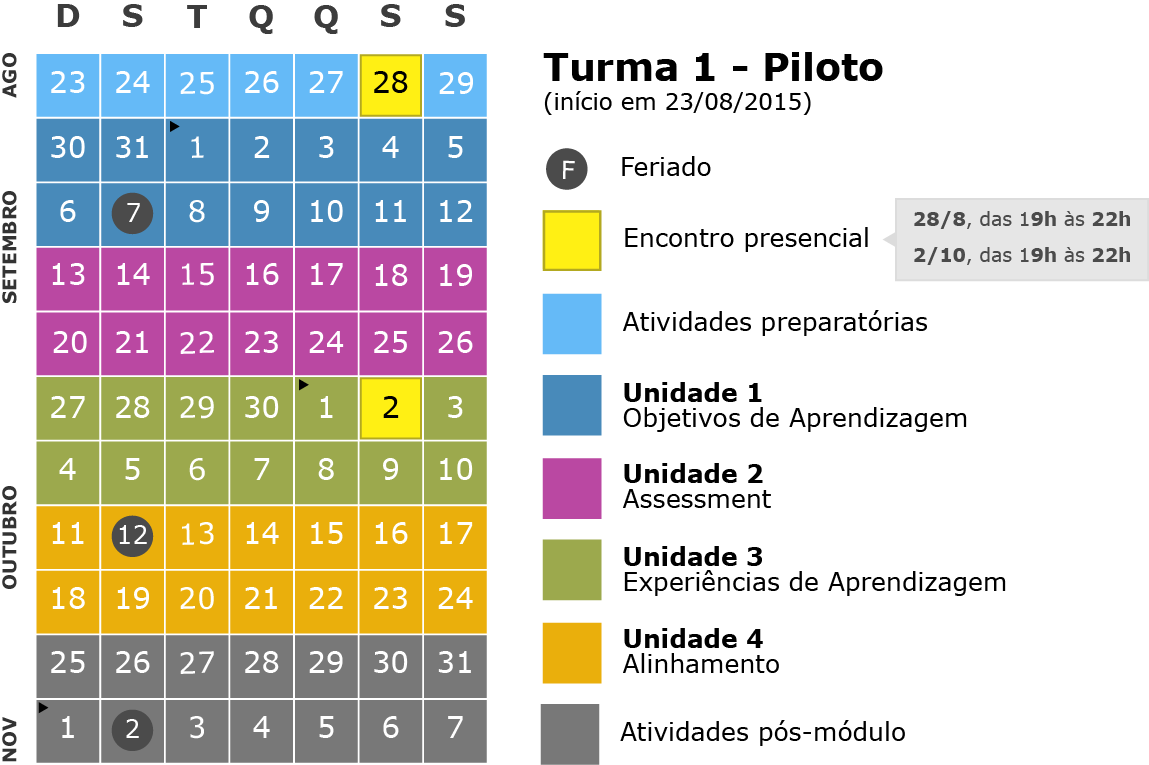 D S T Q Q S S
AGO
23 24 25 26 27 28 29
30 31 1 2 3 4 5
SETEMBRO
6 7 8 9 10 11 12
13 14 15 16 17 18 19
20 21 22 23 24 25 26
27 28 29 30 1 2 3
OUTUBRO
4 5 6 7 8 9 10
11 12 13 14 15 16 17
18 19 20 21 22 23 24
25 26 27 28 29 30 31
NOV
1 2 3 4 5 6 7
Turma 1 - Piloto
(início em 23/08/2015)
F Feriado
Encontro presencial
28/8, das 19h às 22h
2/10, das 19h às 22h
Atividades preparatórias
Unidade 1
Objetivos de Aprendizagem
Unidade 2
Assessment
Unidade 3
Experiências de Aprendizagem
Unidade 4
Alinhamento
Atividades pós-módulo